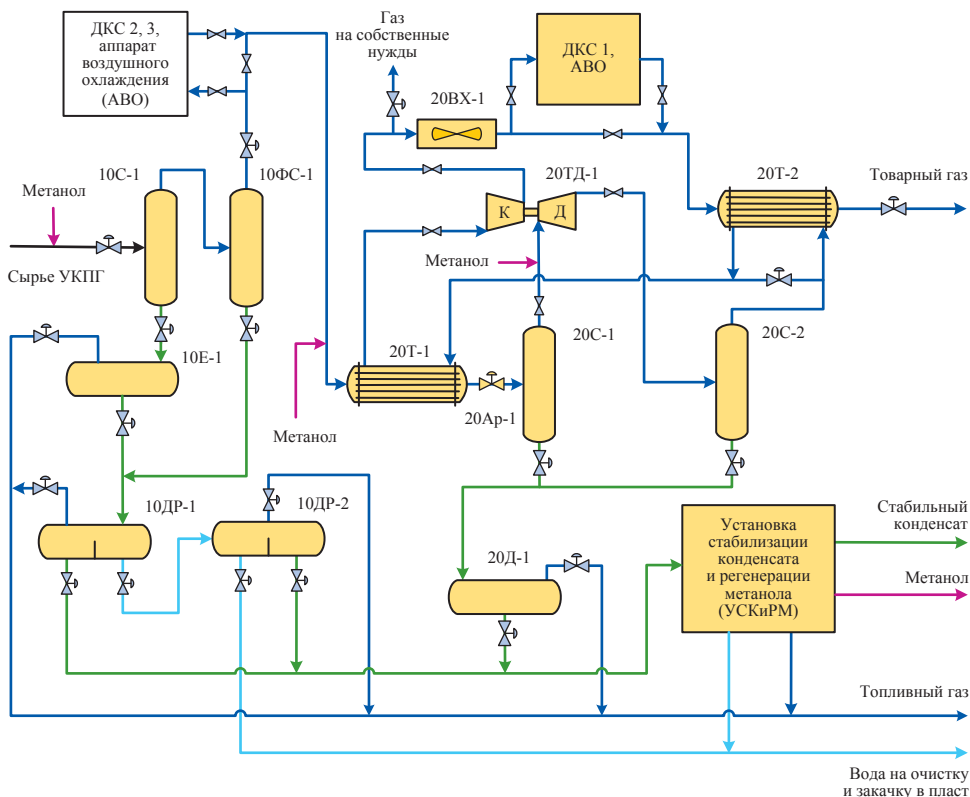 ДКС 2, 3,
аппарат
воздушного
охлаждения
(АВО)
Газ
на собственные
нужды
ДКС 1,
АВО
20ВХ-1
10С-1
10ФС-1
20ТД-1
20Т-2
Товарный газ
Метанол
К
Д
Сырье УКПГ
Метанол
20С-1
20С-2
10Е-1
20Т-1
20Ар-1
Метанол
10ДР-1
10ДР-2
20Д-1
Установка
стабилизации
конденсата
и регенерации
метанола
(УСКиРМ)
Стабильный
конденсат
Метанол
Топливный газ
Вода на очистку
и закачку в пласт